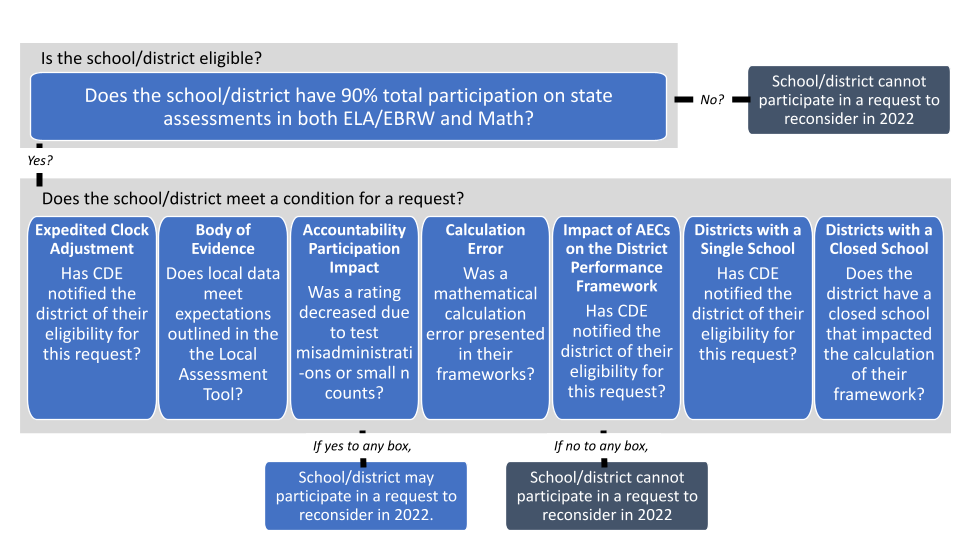 Is the school/district eligible?
Does the school/district have 90% total participation on state
assessments in both ELA/EBRW and Math?
No?
School/district cannot
participate in a request to
reconsider in 2022
Yes?
Does the school/district meet a condition for a request?
Expedited Clock
Adjustment
Has CDE
notified the
district of their
eligibility for
this request?
Body of
Evidence
Does local data
meet
expectations
outlined in the
the Local
Assessment
Tool?
Accountability
Participation
Impact
Was a rating
decreased due
to test
misadministrati
-ons or small n
counts?
Calculation
Error
Was a
mathematical
calculation
error presented
in their
frameworks?
Impact of AECs
on the District
Performance
Framework
Has CDE
notified the
district of their
eligibility for
this request?
Districts with a
Single School
Has CDE
notified the
district of their
eligibility for
this request?
Districts with a
Closed School
Does the
district have a
closed school
that impacted
the calculation
of their
framework?
If yes to any box,
School/district may
participate in a request to
reconsider in 2022.
If no to any box,
School/district cannot
participate in a request to
reconsider in 2022